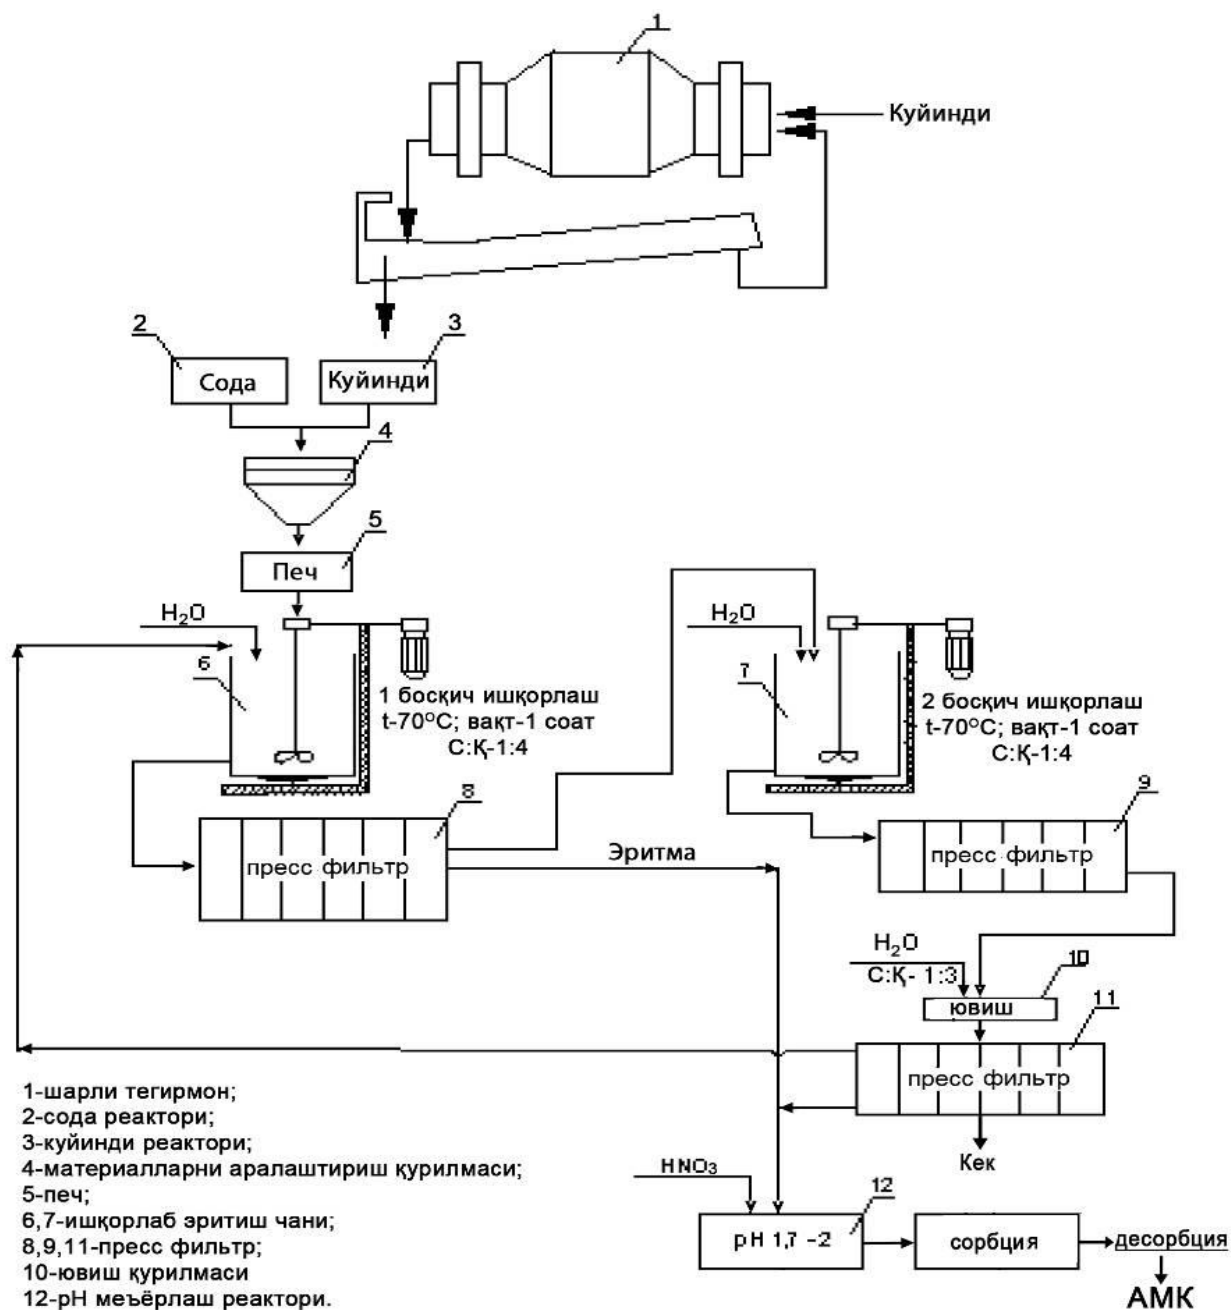 1
Куйинди
2
3
Сода
Куйинди
4
5
Печ
H₂O
6
1 босқич ишқорлаш
t-70°C; вақт-1 соат
С:Қ-1:4
H₂O
7
2 босқич ишқорлаш
t-70°C; вақт-1 соат
С:Қ-1:4
8
пресс фильтр
Эритма
9
пресс фильтр
H₂O
С:Қ- 1:3
10
ювиш
11
пресс фильтр
Кек
1-шарли тегирмон;
2-сода реактори;
3-куйинди реактори;
4-материалларни аралаштириш қурилмаси;
5-печ;
6,7-ишқорлаб эритиш чани;
8,9,11-пресс фильтр;
10-ювиш қурилмаси
12-рН меъёрлаш реактори.
HNO₃
12
рН 1,7 -2
сорбция
десорбция
АМК